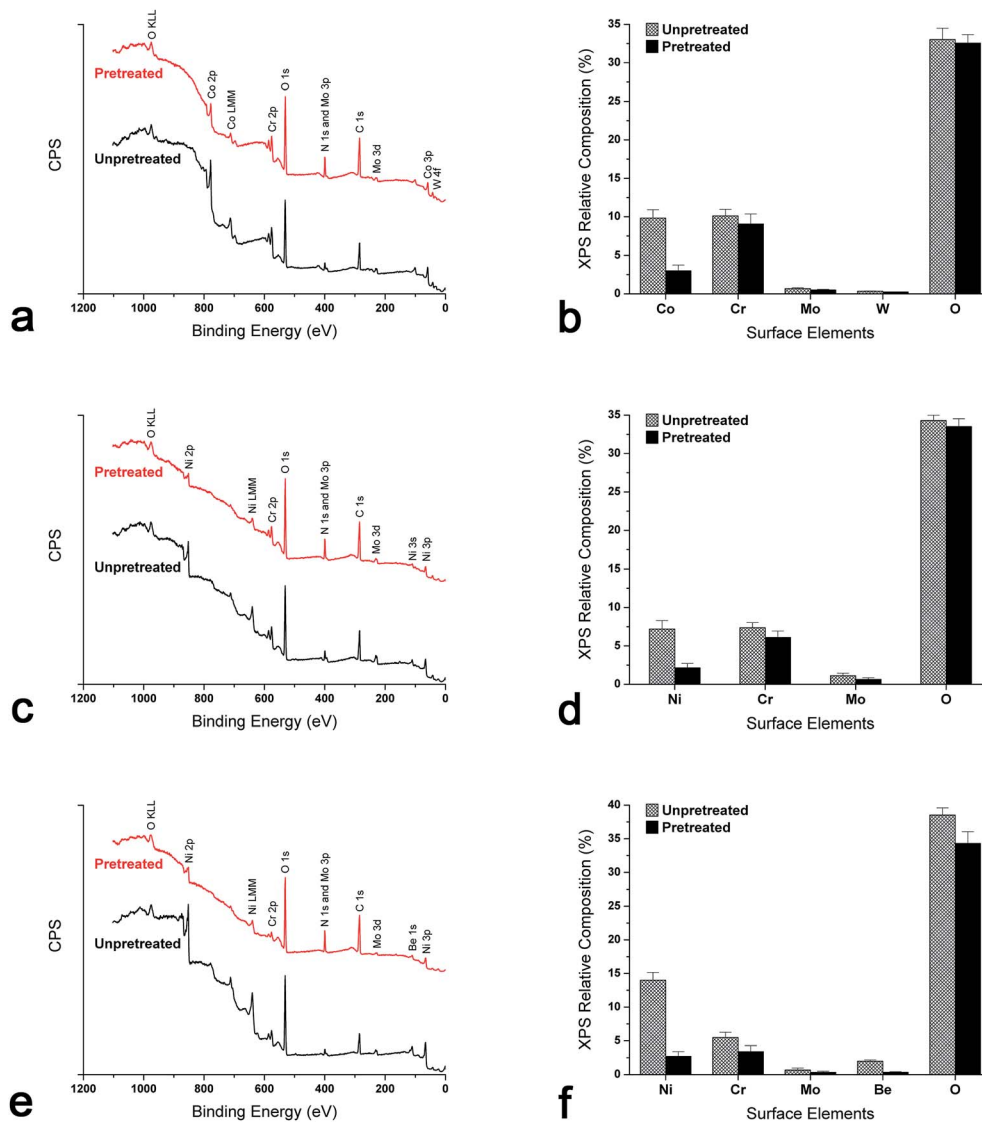 O KLL
Pretreated
Co 2p
Co LMM
Cr 2p
O 1s
N 1s and Mo 3p
C 1s
Mo 3d
Co 3p
W 4f
Unpretreated
CPS
1200 1000 800 600 400 200 0
Binding Energy (eV)
a
Unpretreated
Pretreated
XPS Relative Composition (%)
35
30
25
20
15
10
5
0
Co Cr Mo W O
Surface Elements
b
O KLL
Pretreated
Ni 2p
Ni LMM
Cr 2p
O 1s
N 1s and Mo 3p
C 1s
Mo 3d
Ni 3s
Ni 3p
Unpretreated
CPS
1200 1000 800 600 400 200 0
Binding Energy (eV)
c
Unpretreated
Pretreated
XPS Relative Composition (%)
35
30
25
20
15
10
5
0
Ni Cr Mo O
Surface Elements
d
O KLL
Pretreated
Ni 2p
Ni LMM
Cr 2p
O 1s
N 1s and Mo 3p
C 1s
Mo 3d
Be 1s
Ni 3p
Unpretreated
CPS
1200 1000 800 600 400 200 0
Binding Energy (eV)
e
Unpretreated
Pretreated
XPS Relative Composition (%)
40
35
30
25
20
15
10
5
0
Ni Cr Mo Be O
Surface Elements
f